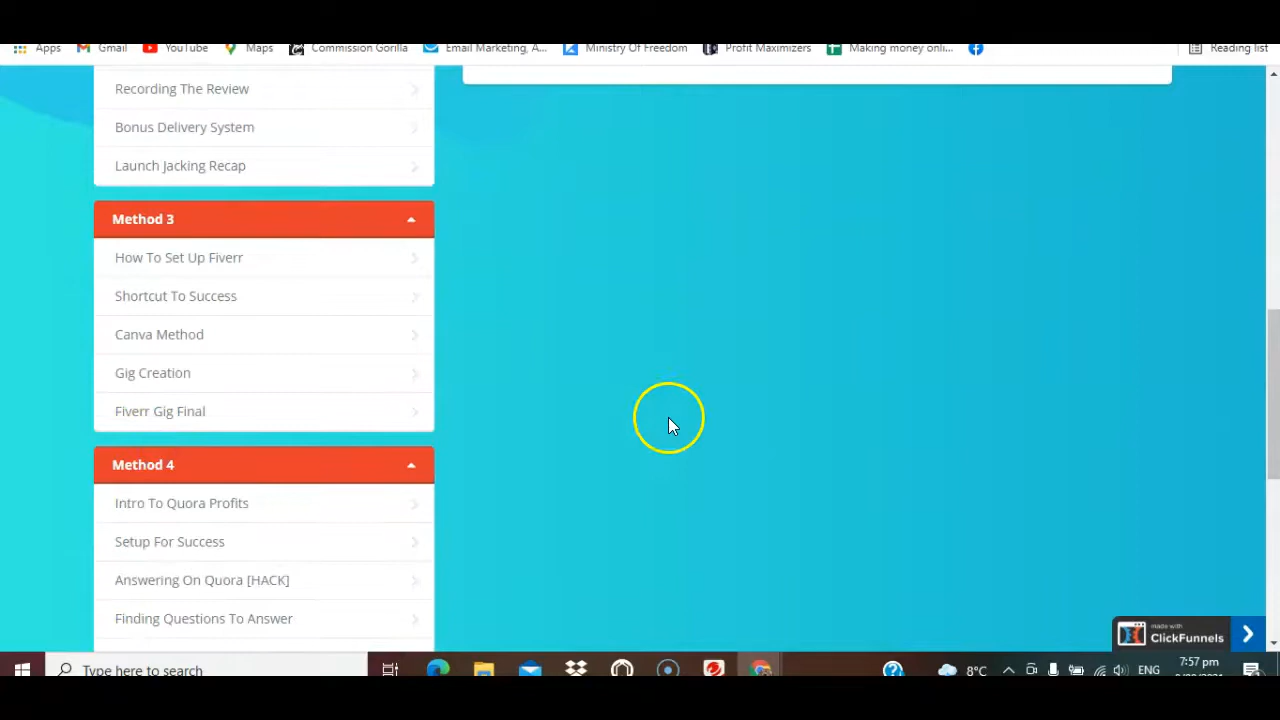 Apps Gmail YouTube Maps Commission Gorilla Email Marketing, A... Ministry Of Freedom Profit Maximizers Making money onli... Reading list
Recording The Review
Bonus Delivery System
Launch Jacking Recap
Method 3
How To Set Up Fiverr
Shortcut To Success
Canva Method
Gig Creation
Fiverr Gig Final
Method 4
Intro To Quora Profits
Setup For Success
Answering On Quora [HACK]
Finding Questions To Answer
made with
ClickFunnels
Type here to search
8°C
ENG
7:57 pm